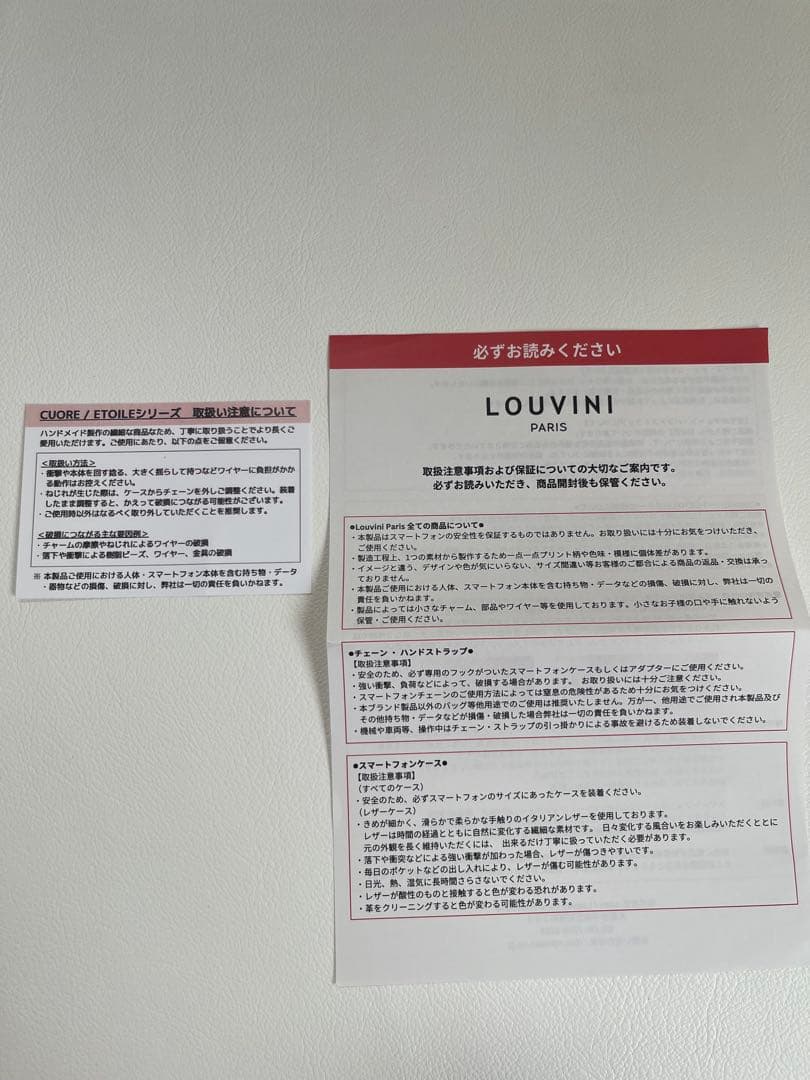 CUORE / ETOILEシリーズ　取扱い注意について
ハンドメイド製作の繊細な商品なため、丁寧に取り扱うことでより長くご
愛用いただけます。ご使用にあたり、以下の点をご留意ください。
＜取扱い方法＞
・衝撃や本体を回す捻る、大きく揺らして持つなどワイヤーに負担がかか
る動作はお控えください。
・ねじれが生じた際は、ケースからチェーンを外しご調整ください。装着
したまま調整すると、かえって破損につながる可能性がございます。
・ご使用時以外はなるべく取り外していただくことを推奨します。
＜破損につながる主な要因例＞
・チャームの摩擦やねじれによるワイヤーの破損
・落下や衝撃による樹脂ビーズ、ワイヤー、金具の破損
※ 本製品ご使用における人体・スマートフォン本体を含む持ち物・データ
・器物などの損傷、破損に対し、弊社は一切の責任を負いかねます。
必ずお読みください
LOUVINI
PARIS
取扱注意事項および保証についての大切なご案内です。
必ずお読みいただき、商品開封後も保管ください。
●Louvini Paris 全ての商品について●
・本製品はスマートフォンの安全性を保証するものではありません。お取り扱いには十分にお気をつけいただき、
ご使用ください。
・製造工程上、1つの素材から製作するため一点一点プリント柄や色味・模様に個体差があります。
・イメージと違う、デザインや色が気にいらない、サイズ間違い等お客様のご都合による商品の返品・交換は承っ
ておりません。
・本製品ご使用における人体、スマートフォン本体を含む持ち物・データなどの損傷、破損に対し、弊社は一切の
責任を負いかねます。
・製品によっては小さなチャーム、部品やワイヤー等を使用しております。小さなお子様の口や手に触れないよう
保管・ご使用ください。
●チェーン ・ ハンドストラップ●
【取扱注意事項】
・安全のため、必ず専用のフックがついたスマートフォンケースもしくはアダプターにご使用ください。
・強い衝撃、負荷などによって、破損する場合があります。 お取り扱いには十分ご注意ください。
・スマートフォンチェーンのご使用方法によっては窒息の危険性があるため十分にお気をつけください。
・本ブランド製品以外のバッグ等他用途でのご使用は推奨いたしません。万が一、他用途でご使用され本製品及び
その他持ち物・データなどが損傷・破損した場合弊社は一切の責任を負いかねます。
・機械や車両等、操作中はチェーン・ストラップの引っ掛かりによる事故を避けるため装着しないでください。
●スマートフォンケース●
【取扱注意事項】
（すべてのケース）
・安全のため、必ずスマートフォンのサイズにあったケースを装着ください。
（レザーケース）
・きめが細かく、滑らかで柔らかな手触りのイタリアンレザーを使用しております。
レザーは時間の経過とともに自然に変化する繊細な素材です。 日々変化する風合いをお楽しみいただくととに
元の外観を長く維持いただくには、 出来るだけ丁寧に扱っていただく必要があります。
・落下や衝突などによる強い衝撃が加わった場合、レザーが傷つきやすいです。
・毎日のポケットなどの出し入れにより、レザーが傷む可能性があります。
・日光、熱、湿気に長時間さらさないでください。
・レザーが酸性のものと接触すると色が変わる恐れがあります。
・革をクリーニングすると色が変わる可能性があります。